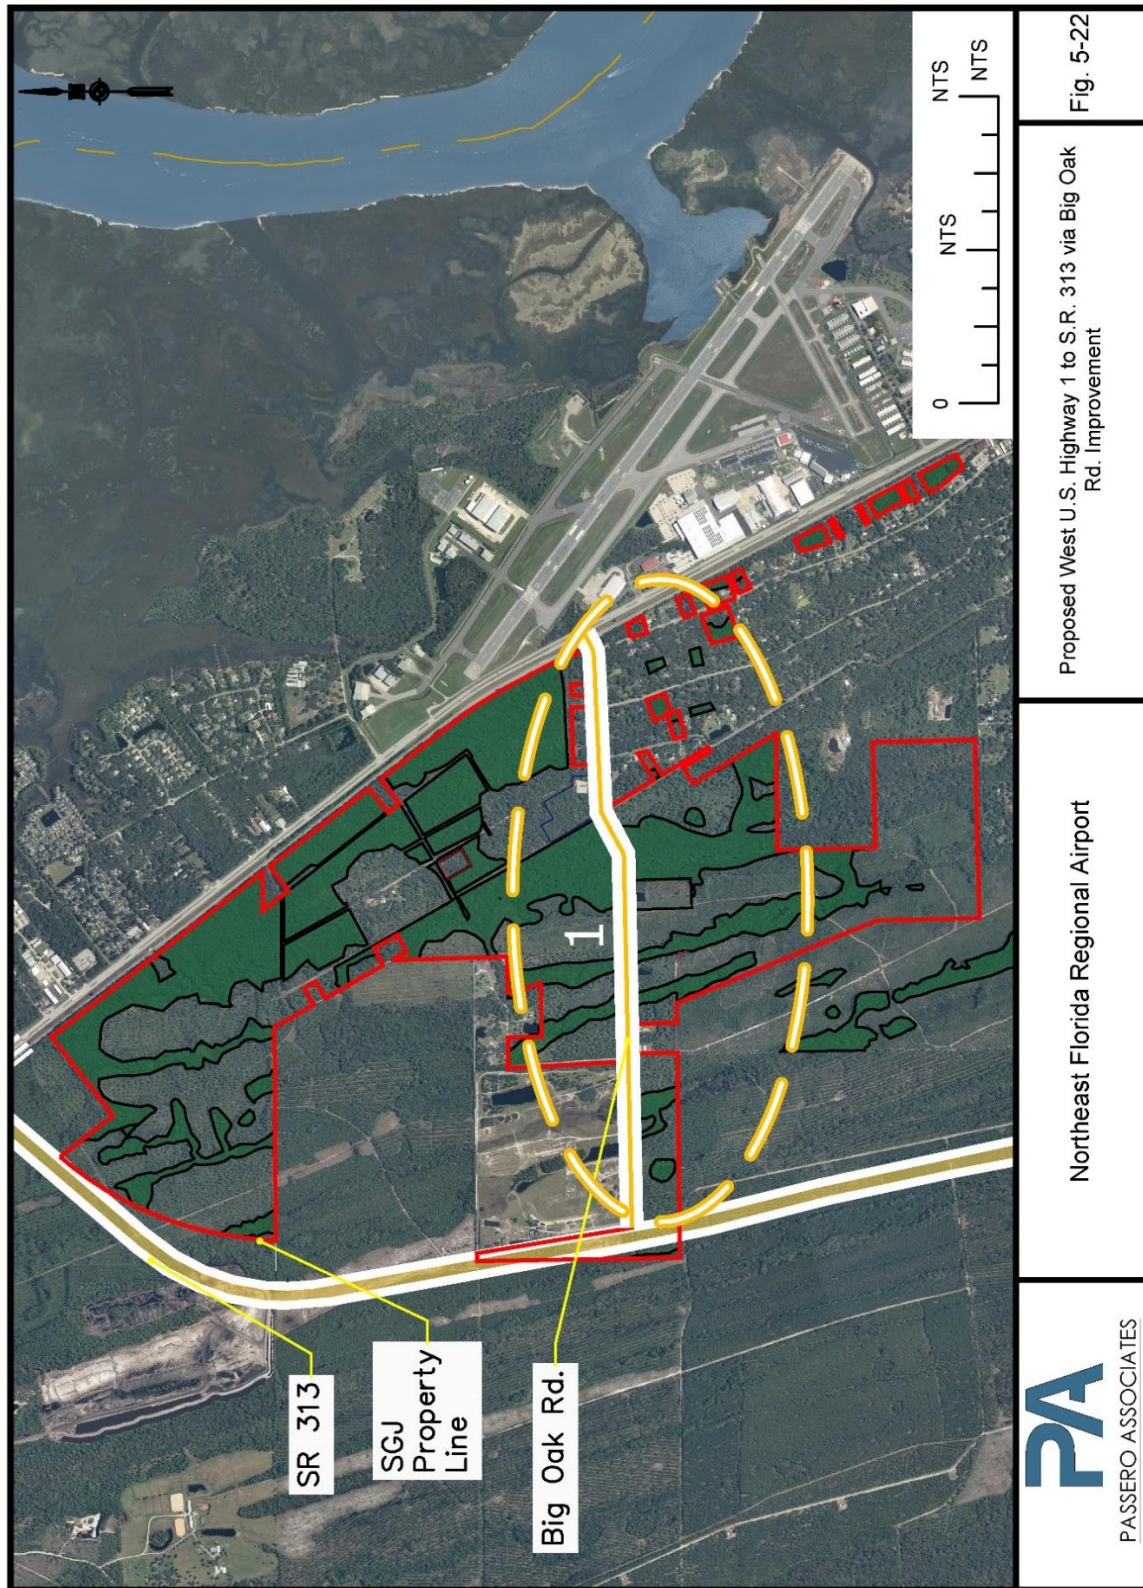 SR 313
SGJ
Property
Line
Big Oak Rd.
1
0
NTS
NTS
NTS
PA
PASSERO ASSOCIATES
Northeast Florida Regional Airport
Proposed West U.S. Highway 1 to S.R. 313 via Big Oak
Rd. Improvement
Fig. 5-22